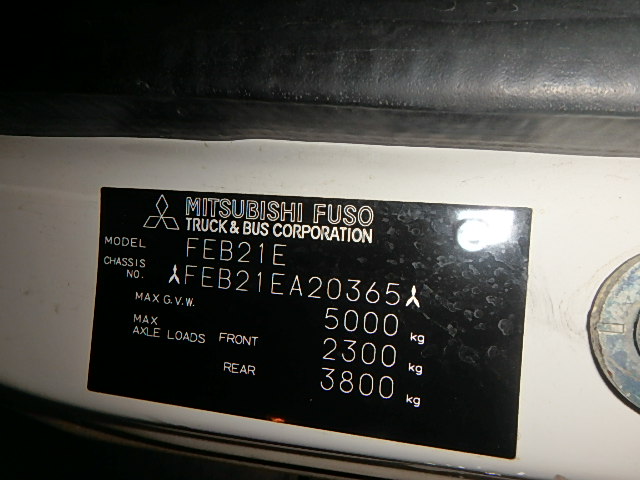 MITSUBISHI FUSO
TRUCK & BUS CORPORATION
MODEL FEB21E
CHASSIS NO. FEB21EA20365
MAX G.V.W. 5000 kg
MAX AXLE LOADS FRONT 2300 kg
REAR 3800 kg